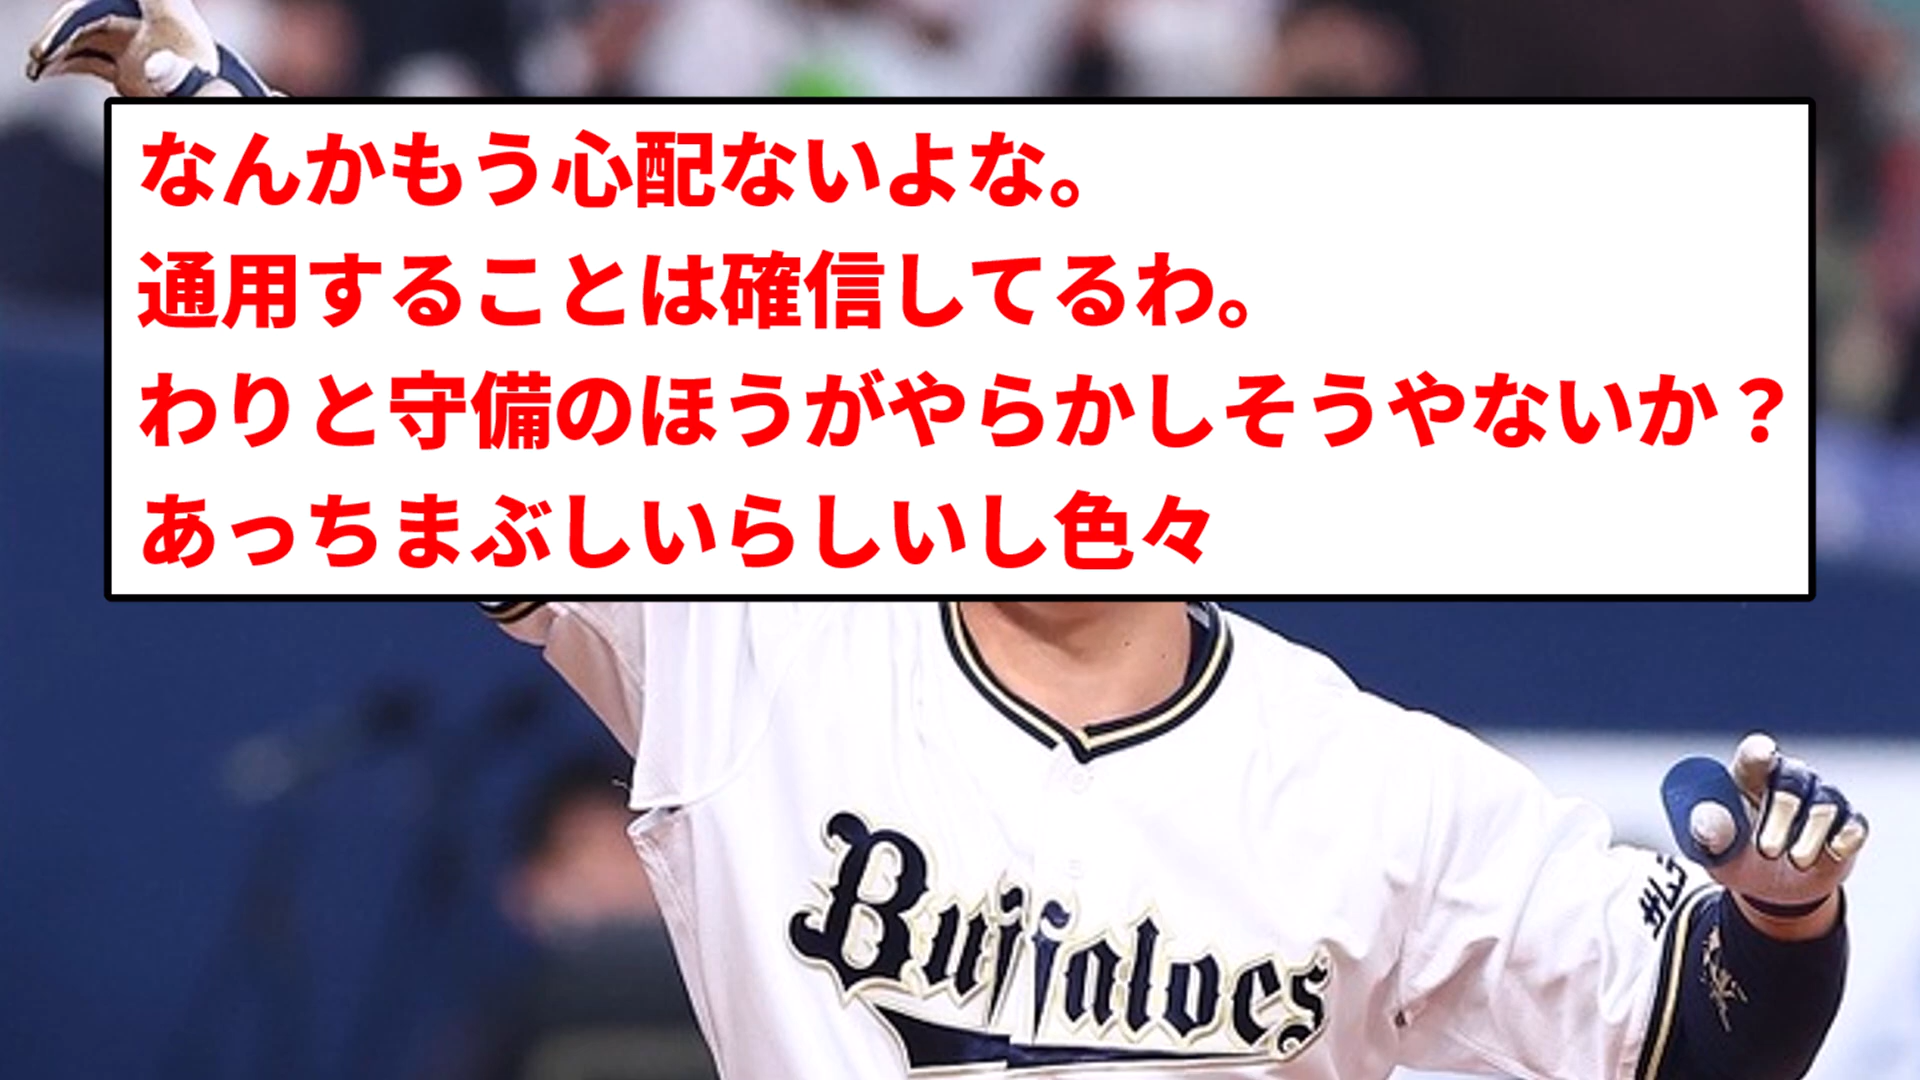 なんかもう心配ないよな。
通用することは確信してるわ。
わりと守備のほうがやらかしそうやないか？
あっちまぶしいらしいし色々
Buffaloes